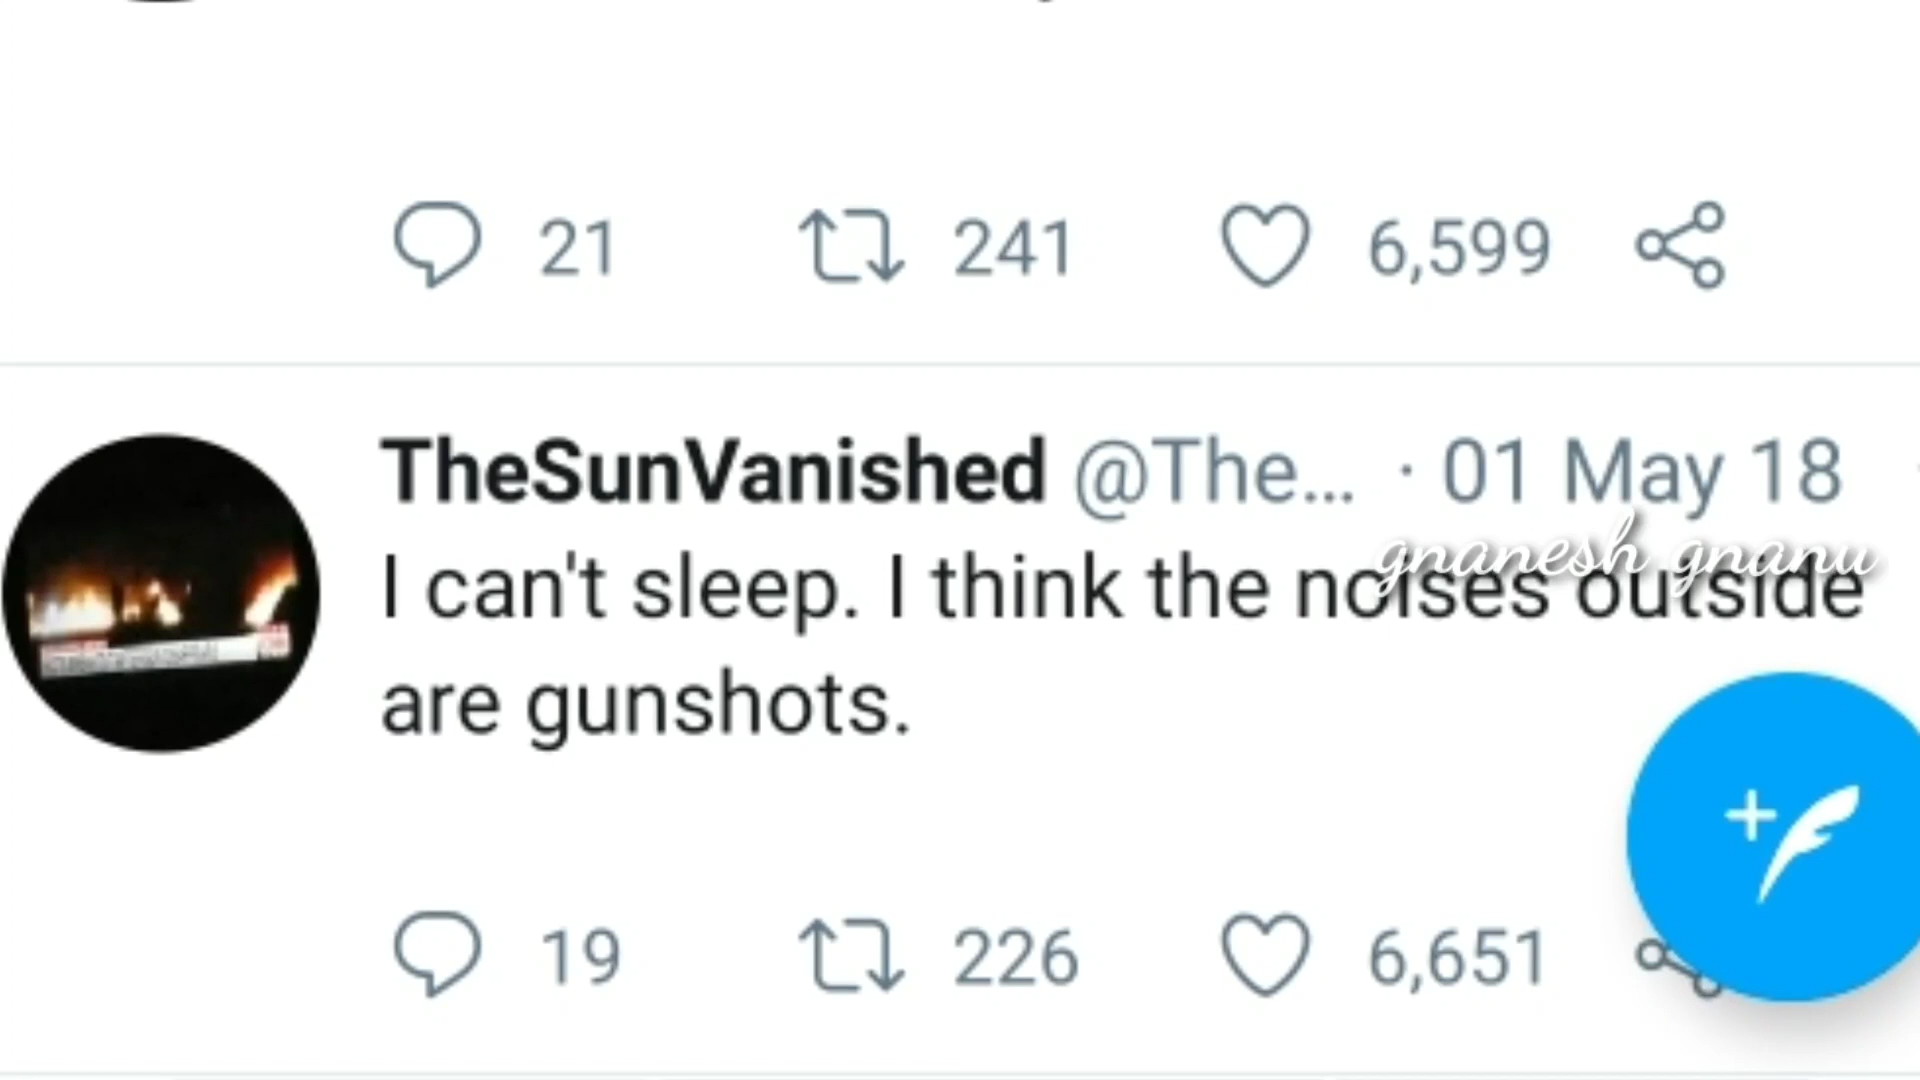 21 241 6,599
TheSunVanished @The... · 01 May 18
gnanesh gnanu
I can't sleep. I think the noises outside
are gunshots.
19 226 6,651